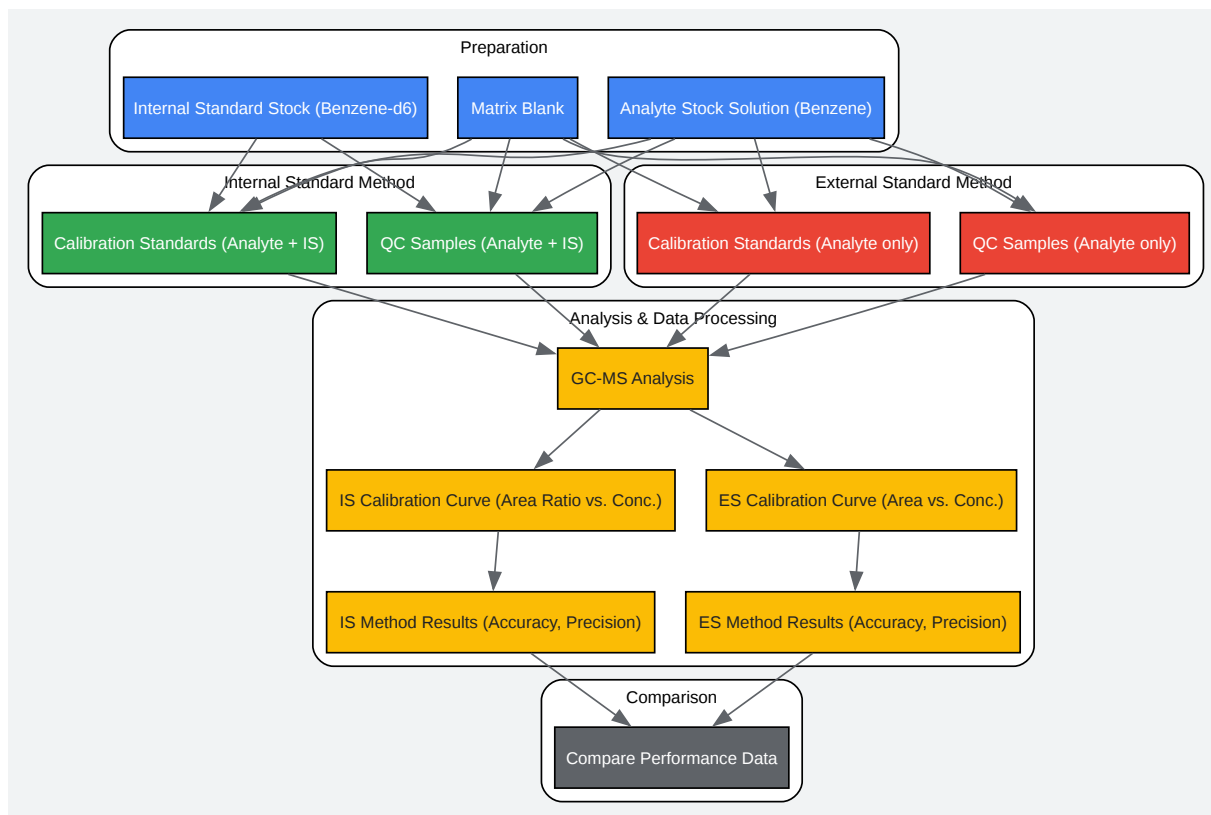 Preparation
Internal Standard Stock (Benzene-d6)
Matrix Blank
Analyte Stock Solution (Benzene)
Internal Standard Method
External Standard Method
Calibration Standards (Analyte + IS)
QC Samples (Analyte + IS)
Calibration Standards (Analyte only)
QC Samples (Analyte only)
Analysis & Data Processing
GC-MS Analysis
IS Calibration Curve (Area Ratio vs. Conc.)
ES Calibration Curve (Area vs. Conc.)
IS Method Results (Accuracy, Precision)
ES Method Results (Accuracy, Precision)
Comparison
Compare Performance Data